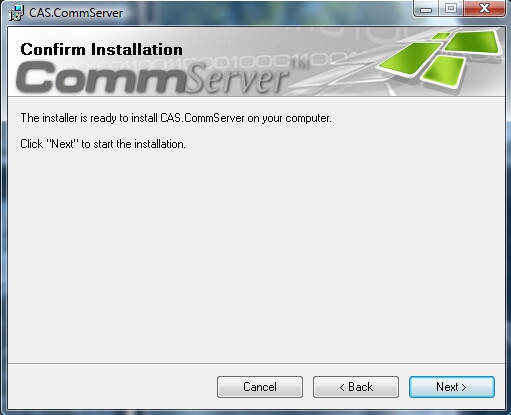 CAS.CommServer
Confirm Installation
CommServer
The installer is ready to install CAS.CommServer on your computer.
Click "Next" to start the installation.
Cancel
< Back
Next >